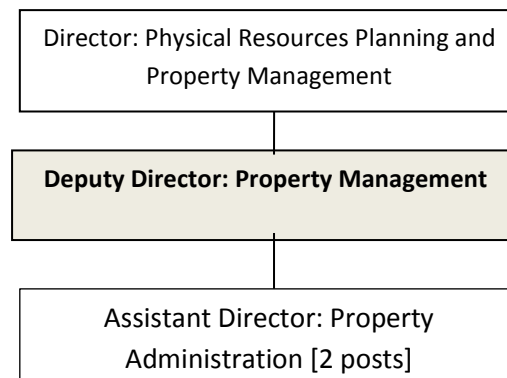 Director: Physical Resources Planning and
Property Management
Deputy Director: Property Management
Assistant Director: Property
Administration [2 posts]